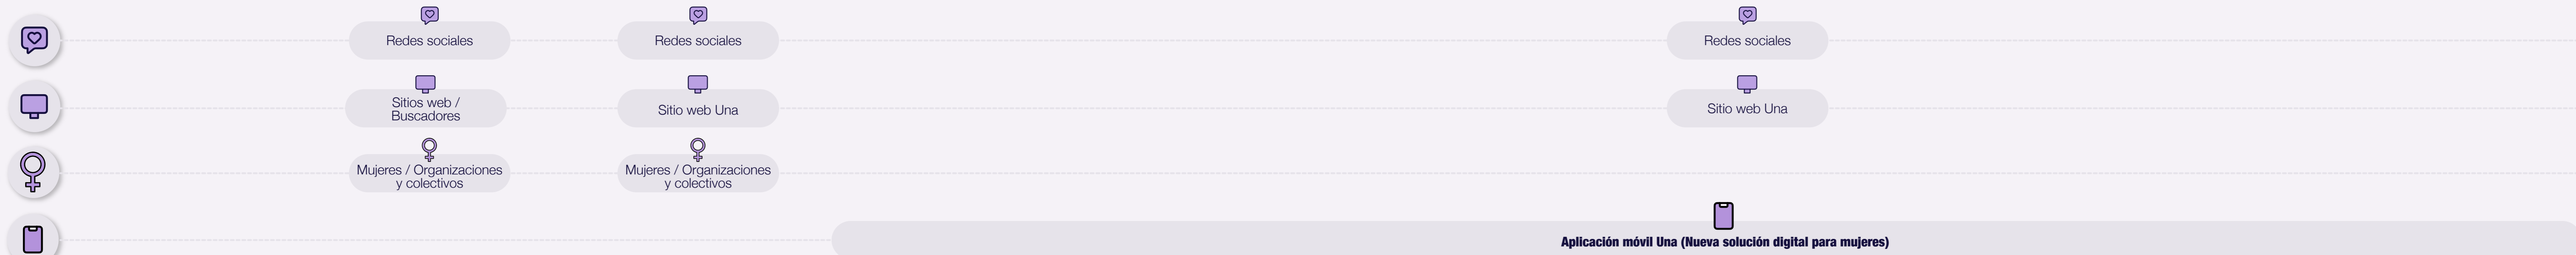 Redes sociales
Redes sociales
Redes sociales
Sitios web /
Buscadores
Sitio web Una
Sitio web Una
Mujeres / Organizaciones
y colectivos
Mujeres / Organizaciones
y colectivos
Aplicación móvil Una (Nueva solución digital para mujeres)